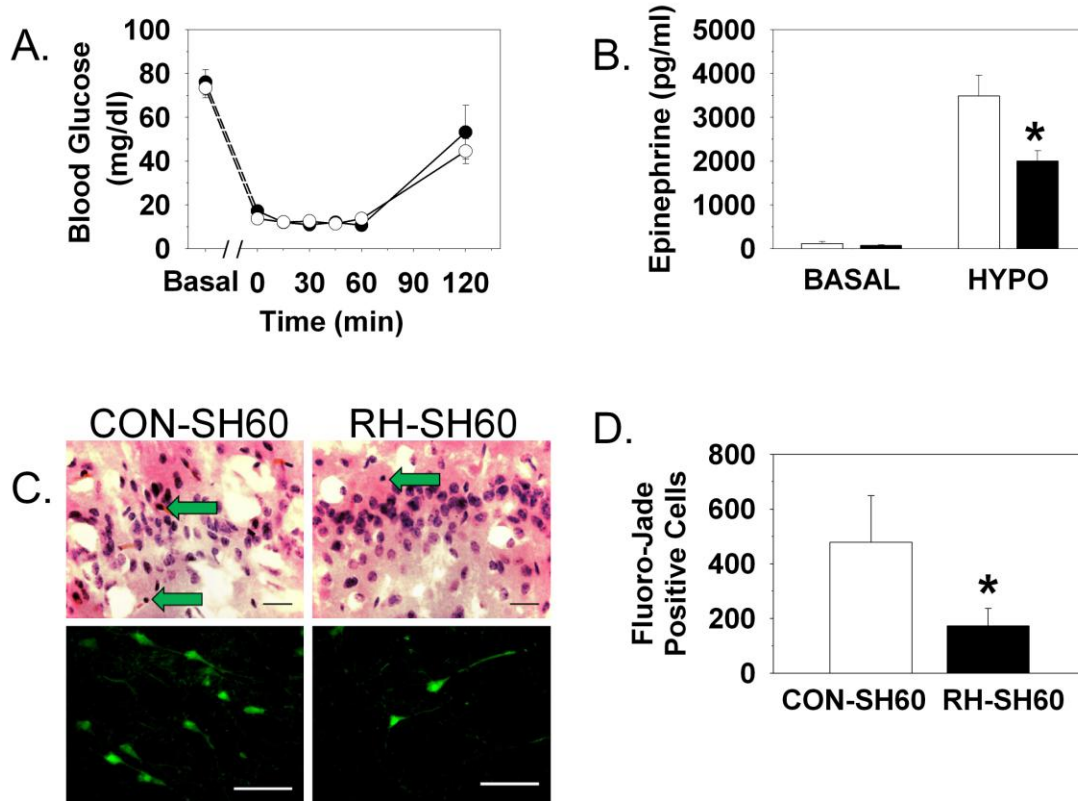 A.
Blood Glucose
(mg/dl)
100
80
60
40
20
0
Basal 0 30 60 90 120
Time (min)
B.
Epinephrine (pg/ml)
5000
4000
3000
2000
1000
0
*
BASAL HYPO
C.
CON-SH60 RH-SH60
D.
Fluoro-Jade
Positive Cells
800
600
400
200
0
*
CON-SH60 RH-SH60